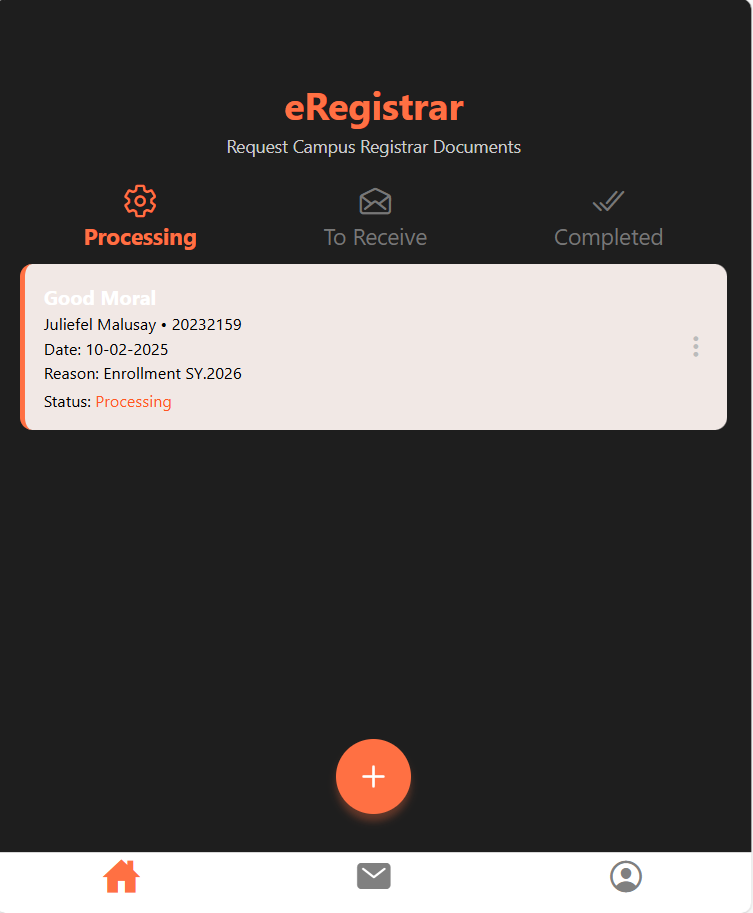 eRegistrar
Request Campus Registrar Documents
Processing
To Receive
Completed
Good Moral
Juliefel Malusay • 20232159
Date: 10-02-2025
Reason: Enrollment SY.2026
Status: Processing